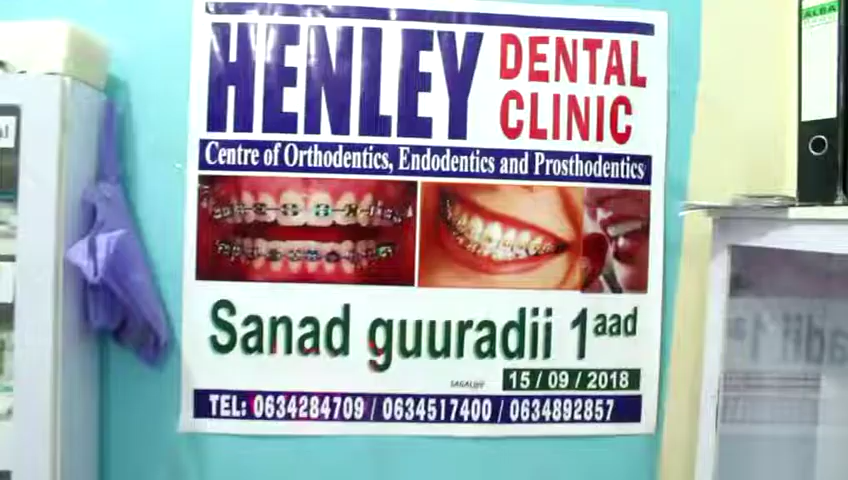 HENLEY
DENTAL
CLINIC
Centre of Orthodentics, Endodentics and Prosthodentics
Sanad guuradii 1aad
15 / 09 / 2018
TEL: 0634284709 / 0634517400 / 0634892857
ALBA